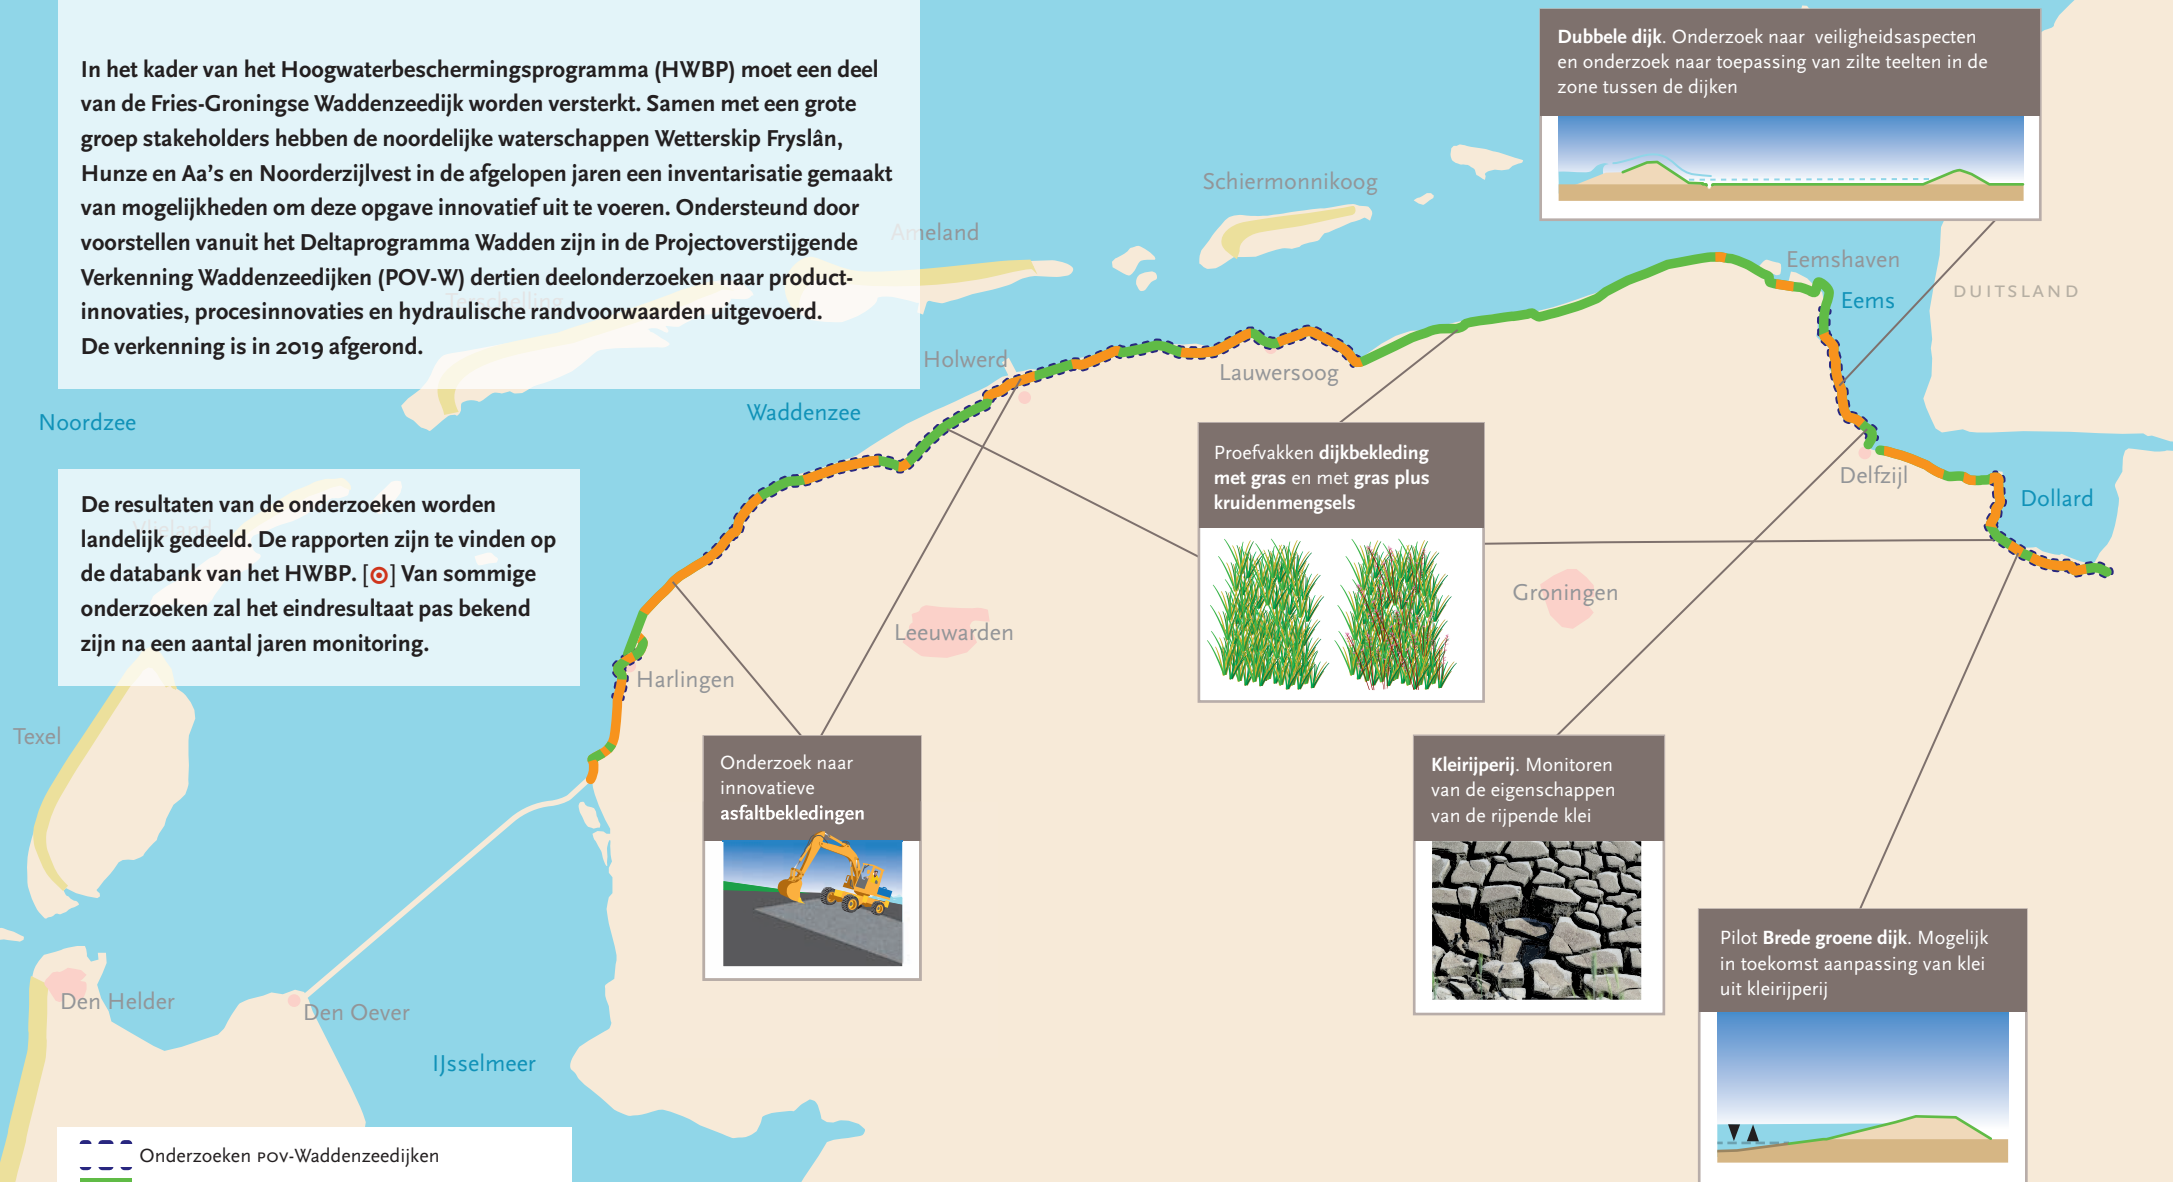 In het kader van het Hoogwaterbeschermingsprogramma (HWBP) moet een deel
van de Fries-Groningse Waddenzeedijk worden versterkt. Samen met een grote
groep stakeholders hebben de noordelijke waterschappen Wetterskip Fryslân,
Hunze en Aa's en Noorderzijlvest in de afgelopen jaren een inventarisatie gemaakt
van mogelijkheden om deze opgave innovatief uit te voeren. Ondersteund door
voorstellen vanuit het Deltaprogramma Wadden zijn in de Projectoverstijgende
Verkenning Waddenzeedijken (POV-W) dertien deelonderzoeken naar product-
innovaties, procesinnovaties en hydraulische randvoorwaarden uitgevoerd.
De verkenning is in 2019 afgerond.
Dubbele dijk. Onderzoek naar veiligheidsaspecten
en onderzoek naar toepassing van zilte teelten in de
zone tussen de dijken
Schiermonnikoog
Ameland
Terschelling
Eemshaven
DUITSLAND
Eems
Holwerd
Lauwersoog
Waddenzee
Noordzee
De resultaten van de onderzoeken worden
landelijk gedeeld. De rapporten zijn te vinden op
de databank van het HWBP. [ ] Van sommige
onderzoeken zal het eindresultaat pas bekend
zijn na een aantal jaren monitoring.
Vlieland
Proefvakken dijkbekleding
met gras en met gras plus
kruidenmengsels
Delfzijl
Dollard
Groningen
Leeuwarden
Harlingen
Texel
Onderzoek naar
innovatieve
asfaltbekledingen
Kleirijperij. Monitoren
van de eigenschappen
van de rijpende klei
Pilot Brede groene dijk. Mogelijk
in toekomst aanpassing van klei
uit kleirijperij
Den Helder
Den Oever
IJsselmeer
Onderzoeken POV-Waddenzeedijken